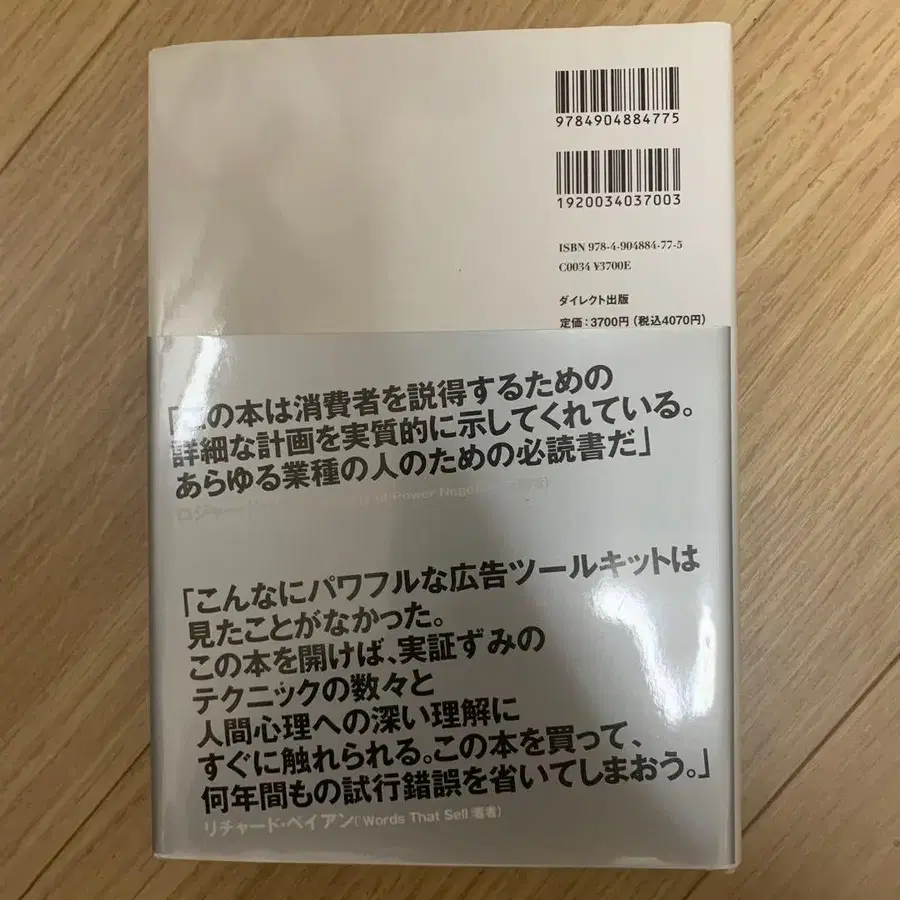 9784904884775
1920034037003
ISBN 978-4-904884-77-5
C0034 ¥3700E
ダイレクト出版
定価：3700円（税込4070円）
「この本は消費者を説得するための
詳細な計画を実質的に示してくれている。
あらゆる業種の人のための必読書だ」
ロジャー of Power
「こんなにパワフルな広告ツールキットは
見たことがなかった。
この本を開けば、実証ずみの
テクニックの数々と
人間心理への深い理解に
すぐに触れられる。この本を買って、
何年間もの試行錯誤を省いてしまおう。」
リチャード・ベイアン（Words That Sell 著者）